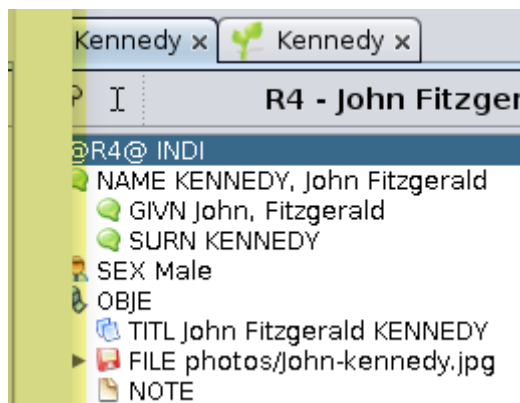 Kennedy x Kennedy x
R4 - John Fitzger
@R4@ INDI
NAME KENNEDY, John Fitzgerald
GIVN John, Fitzgerald
SURN KENNEDY
SEX Male
OBJE
TITL John Fitzgerald KENNEDY
FILE photos/John-kennedy.jpg
NOTE